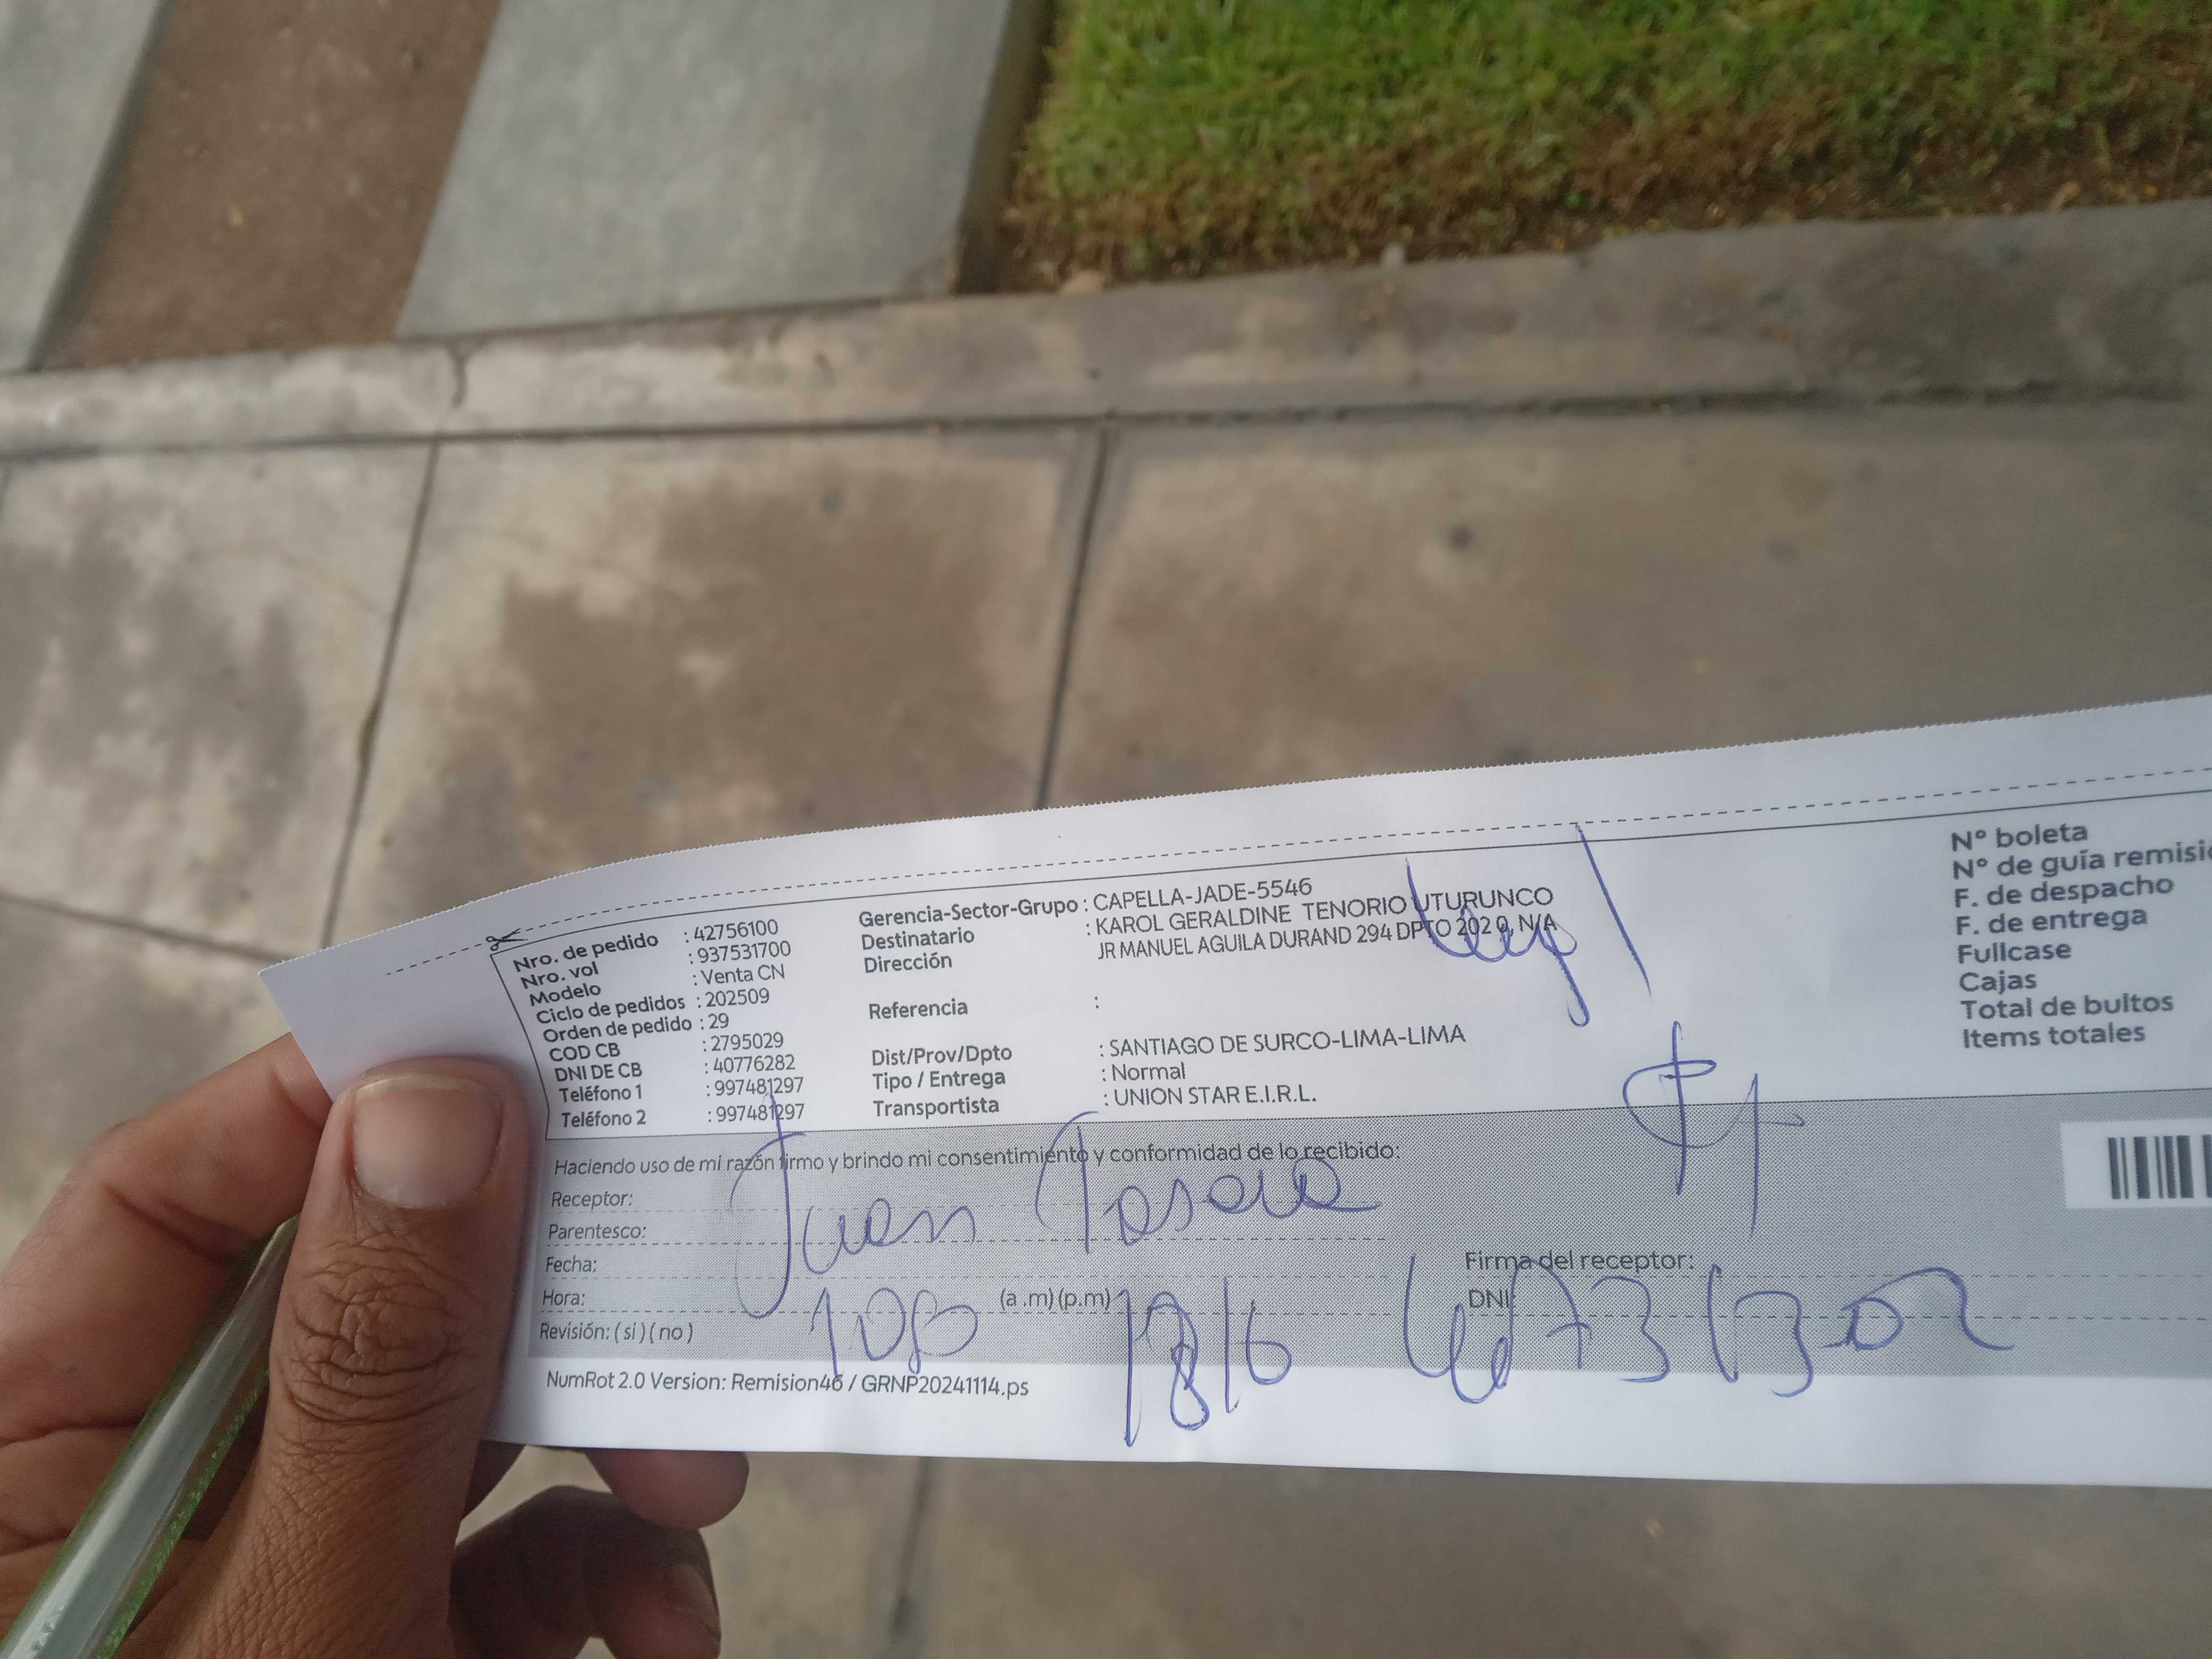 Nro. de pedido : 42756100
Nro. vol : 937531700
Modelo : Venta CN
Ciclo de pedidos : 202509
Orden de pedido : 29
COD CB : 2795029
DNI DE CB : 40776282
Teléfono 1 : 997481297
Teléfono 2 : 997481297
Gerencia-Sector-Grupo : CAPELLA-JADE-5546
Destinatario : KAROL GERALDINE TENORIO UTURUNCO
Dirección JR MANUEL AGUILA DURAND 294 DPTO 202 0, N/A
Referencia :
Dist/Prov/Dpto : SANTIAGO DE SURCO-LIMA-LIMA
Tipo / Entrega : Normal
Transportista : UNION STAR E.I.R.L.
N° boleta
N° de guía remisi
F. de despacho
F. de entrega
Fullcase
Cajas
Total de bultos
Items totales
Haciendo uso de mi razón firmo y brindo mi consentimiento y conformidad de lo recibido:
Receptor: Juan
Parentesco:
Fecha:
Hora: (a .m) (p.m)
Revisión: ( si ) ( no )
Firma del receptor:
DNI:
NumRot 2.0 Version: Remision46 / GRNP20241114.ps